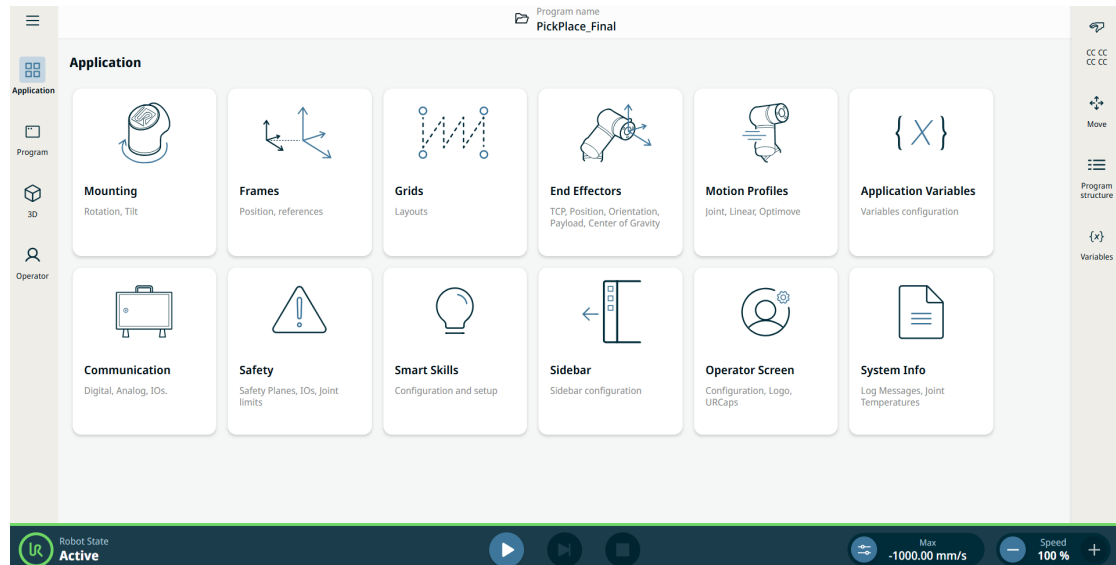 Program name
PickPlace_Final
Application
Application
Program
3D
Operator
Mounting
Rotation, Tilt
Frames
Position, references
Grids
Layouts
End Effectors
TCP, Position, Orientation,
Payload, Center of Gravity
Motion Profiles
Joint, Linear, Optimove
Application Variables
Variables configuration
Communication
Digital, Analog, IOs.
Safety
Safety Planes, IOs, Joint
limits
Smart Skills
Configuration and setup
Sidebar
Sidebar configuration
Operator Screen
Configuration, Logo,
URCaps
System Info
Log Messages, Joint
Temperatures
CC CC
CC CC
Move
Program
structure
{x}
Variables
UR
Robot State
Active
Max
-1000.00 mm/s
Speed
100 %